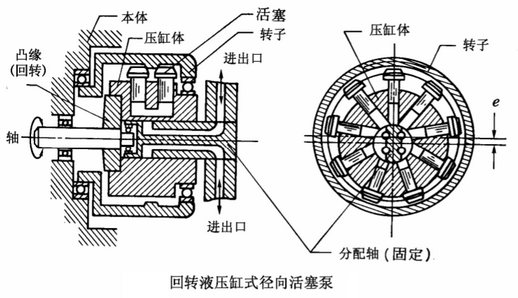 本体
活塞
凸缘
(回转)
压缸体
转子
进出口
轴
进出口
压缸体
转子
e
分配轴(固定)
回转液压缸式径向活塞泵